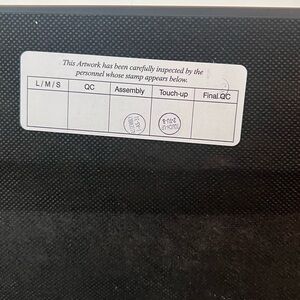 This Artwork has been carefully inspected by the
personnel whose stamp appears below.
L / M / S QC Assembly Touch-up Final QC